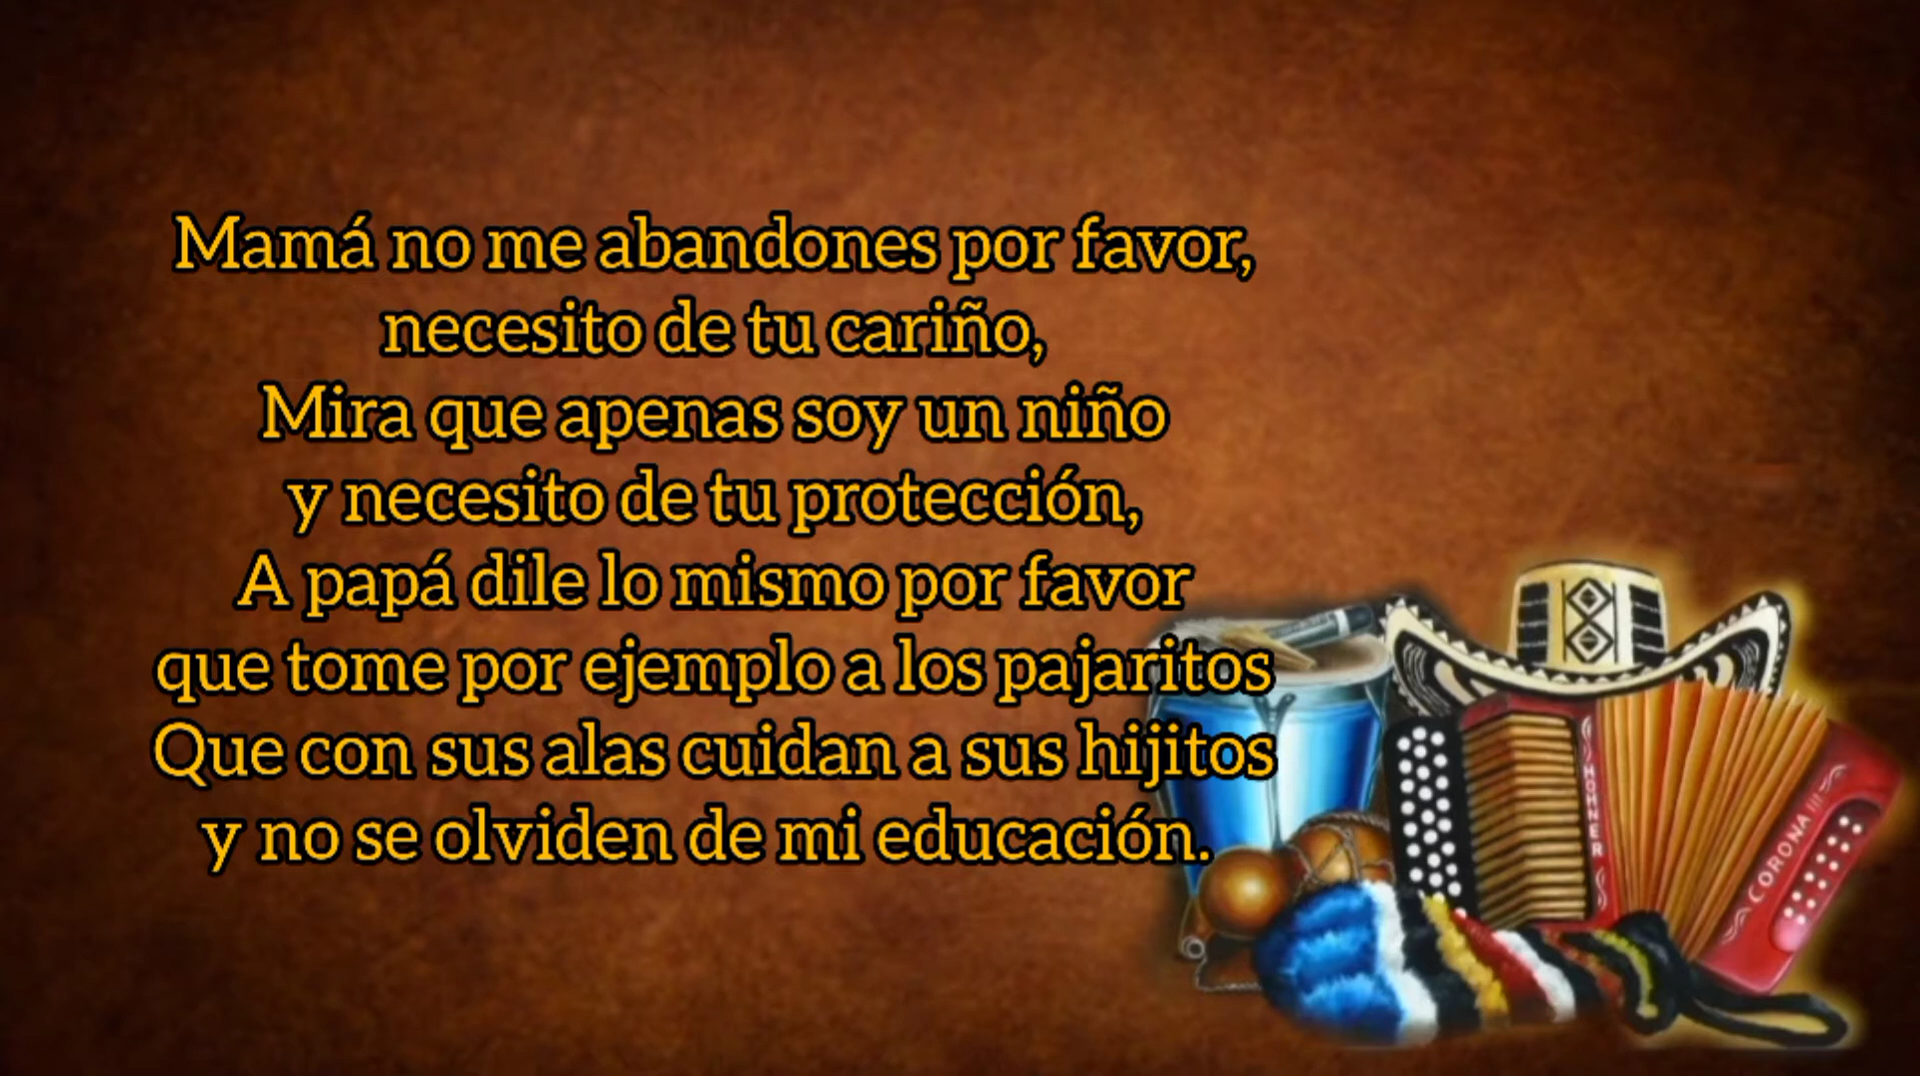 Mamá no me abandones por favor,
necesito de tu cariño,
Mira que apenas soy un niño
y necesito de tu protección,
A papá dile lo mismo por favor
que tome por ejemplo a los pajaritos
Que con sus alas cuidan a sus hijitos
y no se olviden de mi educación.
HOHNER
CORONA III